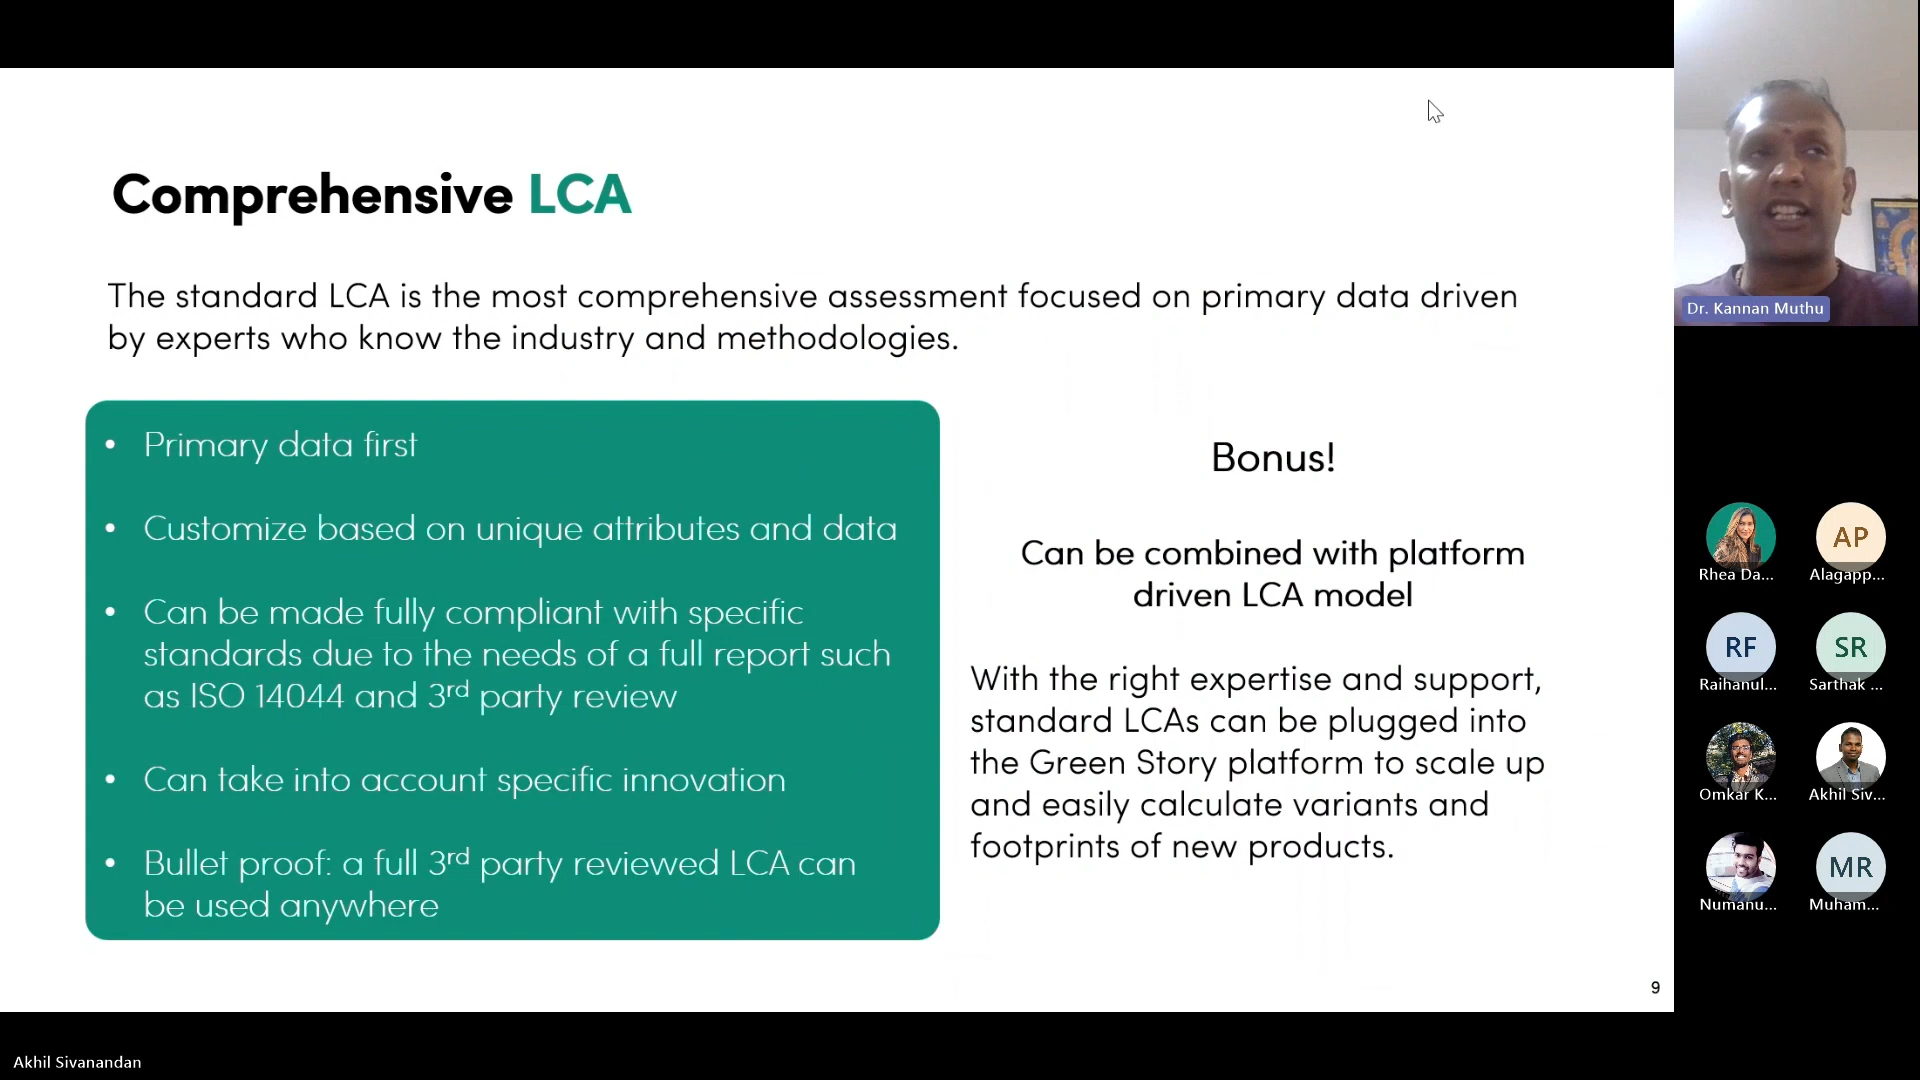 Comprehensive LCA
The standard LCA is the most comprehensive assessment focused on primary data driven
by experts who know the industry and methodologies.
• Primary data first
• Customize based on unique attributes and data
• Can be made fully compliant with specific
standards due to the needs of a full report such
as ISO 14044 and 3rd party review
• Can take into account specific innovation
• Bullet proof: a full 3rd party reviewed LCA can
be used anywhere
Bonus!
Can be combined with platform
driven LCA model
With the right expertise and support,
standard LCAs can be plugged into
the Green Story platform to scale up
and easily calculate variants and
footprints of new products.
9
Akhil Sivanandan
Dr. Kannan Muthu
Rhea Da...
AP
Alagapp...
RF
Raihanul...
SR
Sarthak ...
Omkar K...
Akhil Siv...
Numanu...
MR
Muham...